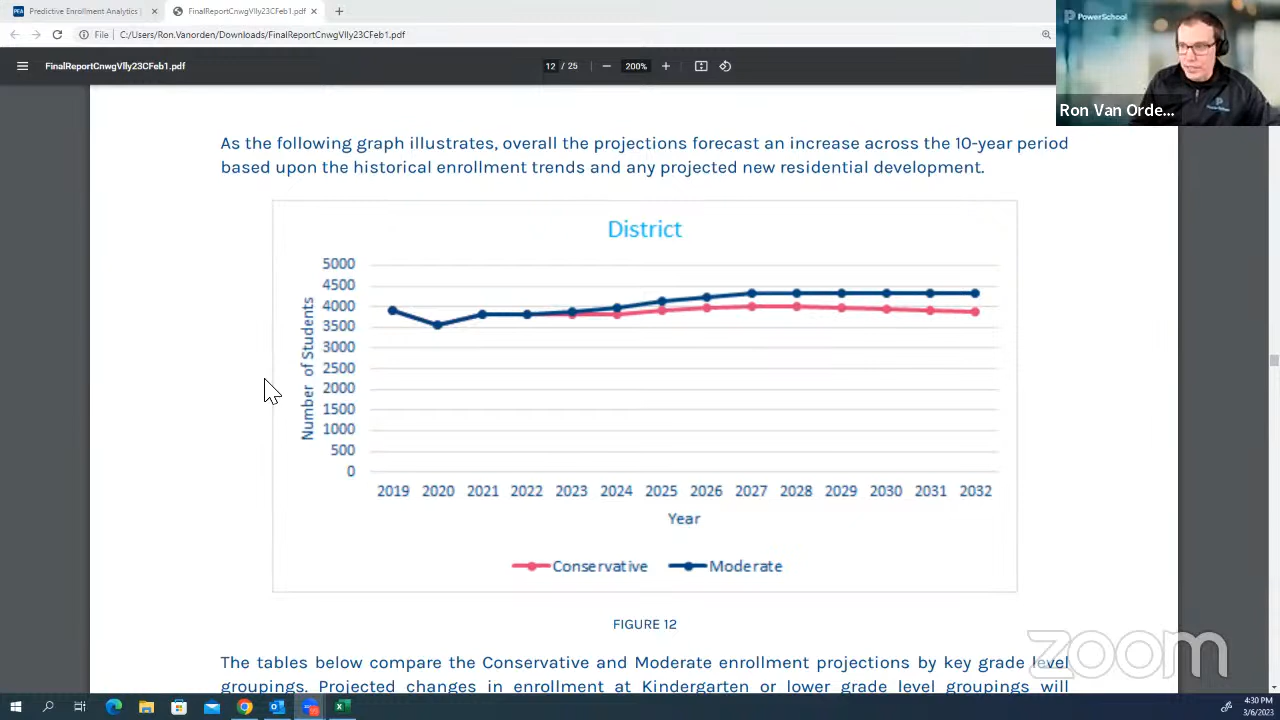 Predictive Enrollment Analytics |
FinalReportCnwgVlly23CFeb1.pdf
File
C:/Users/Ron.Vanorden/Downloads/FinalReportCnwgVlly23CFeb1.pdf
FinalReportCnwgVlly23CFeb1.pdf
12 / 25
200%
PowerSchool
Ron Van Orde...
As the following graph illustrates, overall the projections forecast an increase across the 10-year period
based upon the historical enrollment trends and any projected new residential development.
District
Number of Students
5000
4500
4000
3500
3000
2500
2000
1500
1000
500
0
2019 2020 2021 2022 2023 2024 2025 2026 2027 2028 2029 2030 2031 2032
Year
Conservative Moderate
FIGURE 12
The tables below compare the Conservative and Moderate enrollment projections by key grade level
groupings. Projected changes in enrollment at Kindergarten or lower grade level groupings will
zoom
4:30 PM
3/6/2023